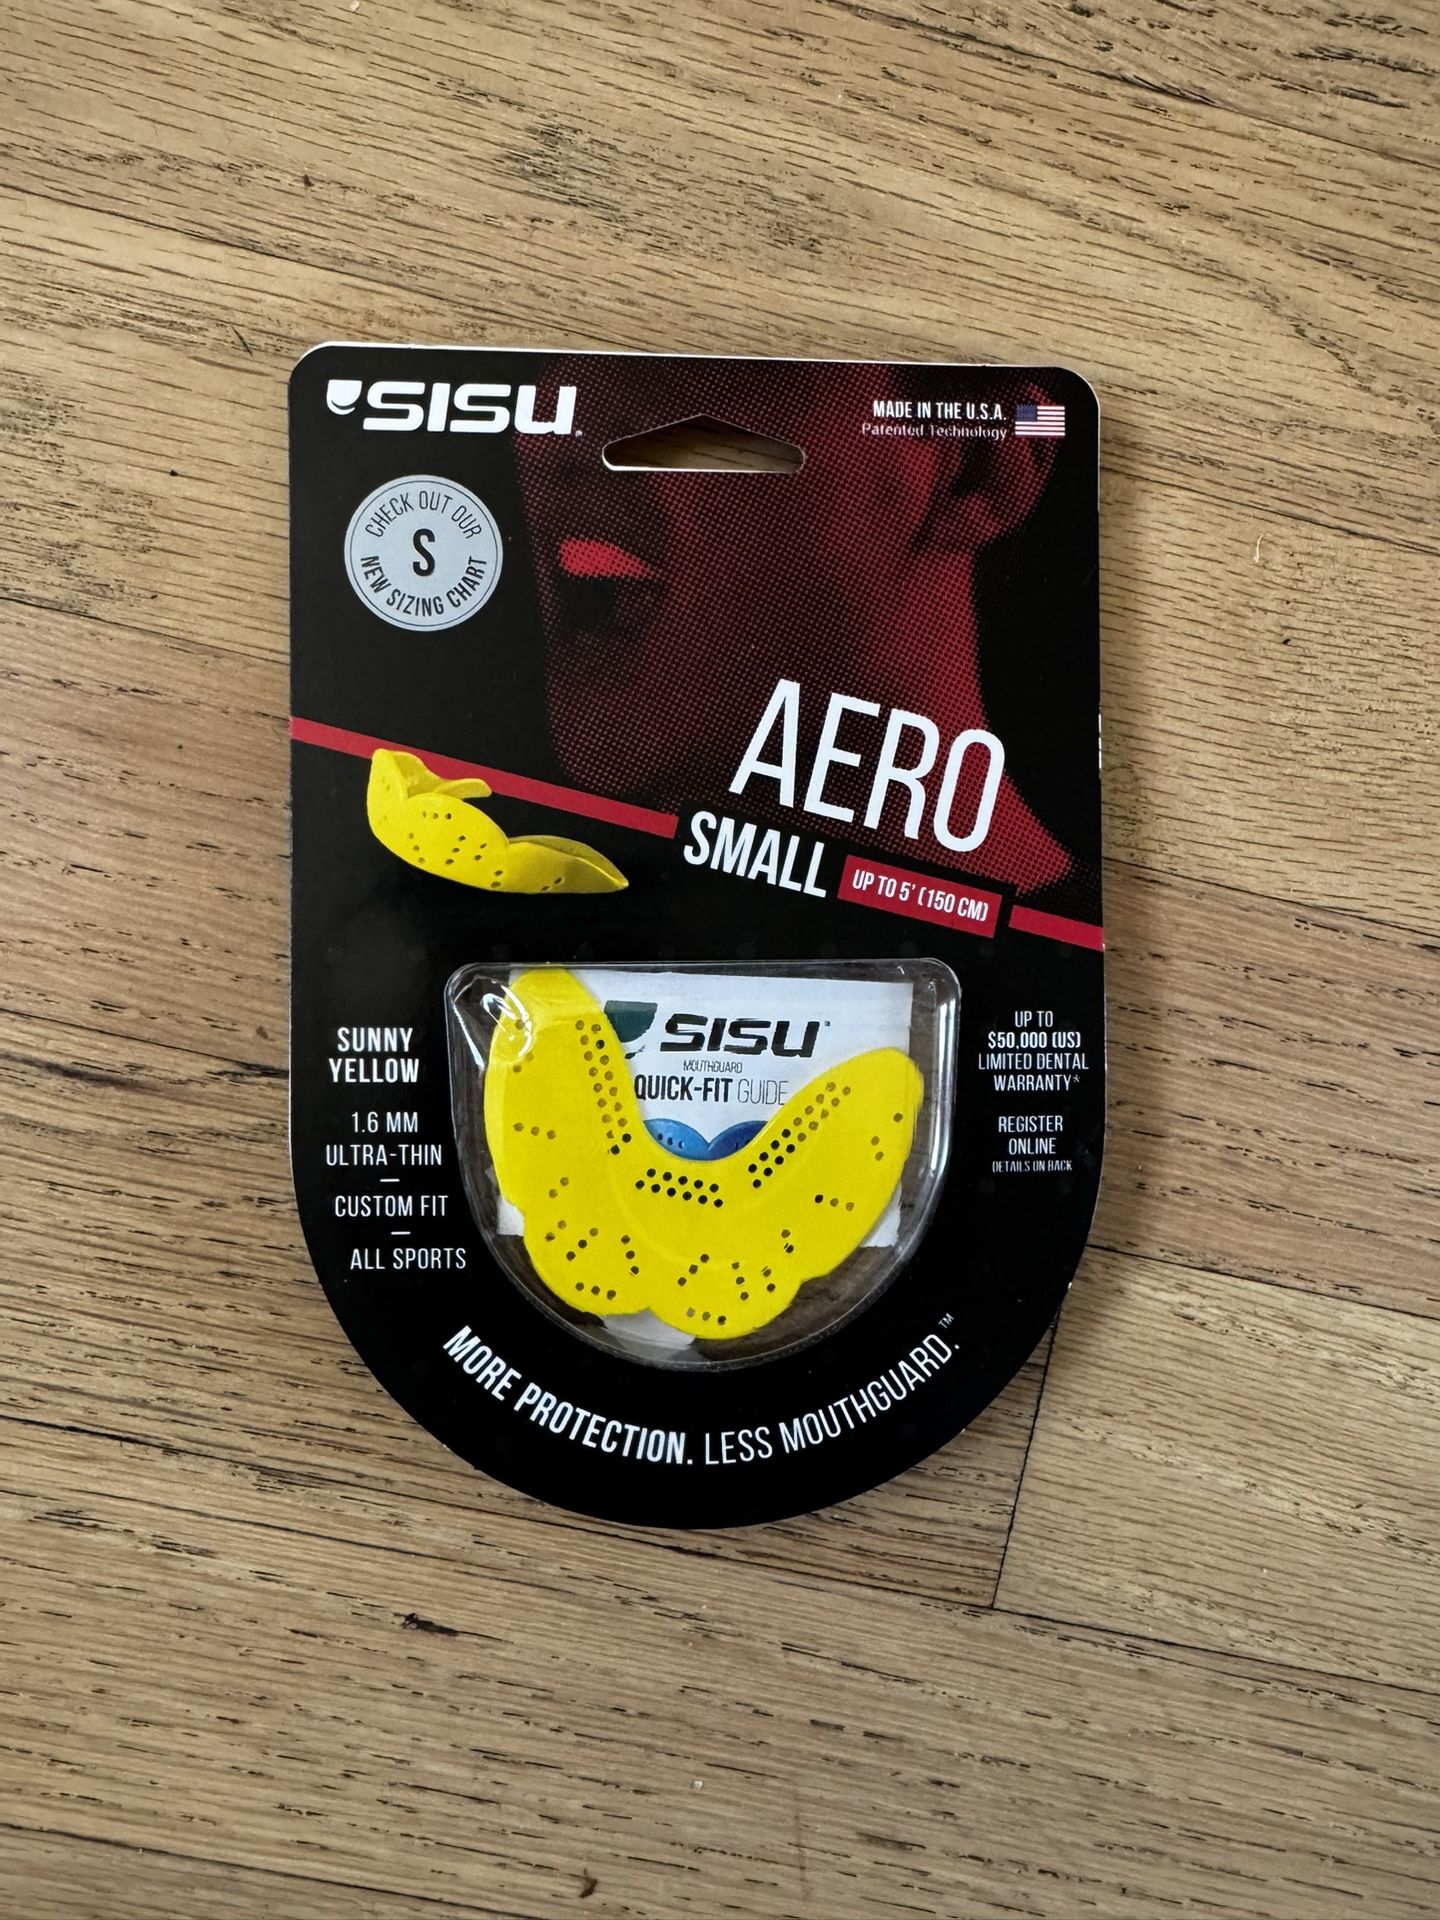 SISU
MADE IN THE U.S.A.
Patented Technology
CHECK OUT OUR
S
NEW SIZING CHART
AERO
SMALL
UP TO 5' (150 CM)
SUNNY
YELLOW
1.6 MM
ULTRA-THIN
CUSTOM FIT
ALL SPORTS
SISU™
MOUTHGUARD
QUICK-FIT GUIDE
UP TO
$50,000 (US)
LIMITED DENTAL
WARRANTY*
REGISTER
ONLINE
DETAILS ON BACK
MORE PROTECTION. LESS MOUTHGUARD.™